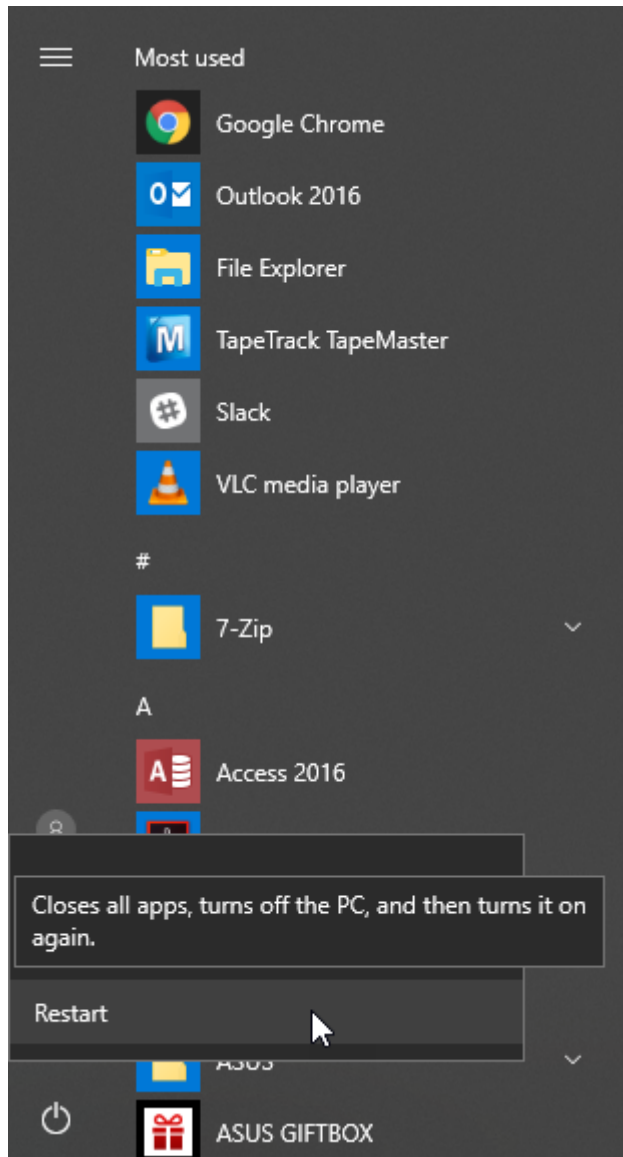 Most used
Google Chrome
Outlook 2016
File Explorer
TapeTrack TapeMaster
Slack
VLC media player
#
7-Zip
A
Access 2016
Closes all apps, turns off the PC, and then turns it on
again.
Restart
ASUS
ASUS GIFTBOX